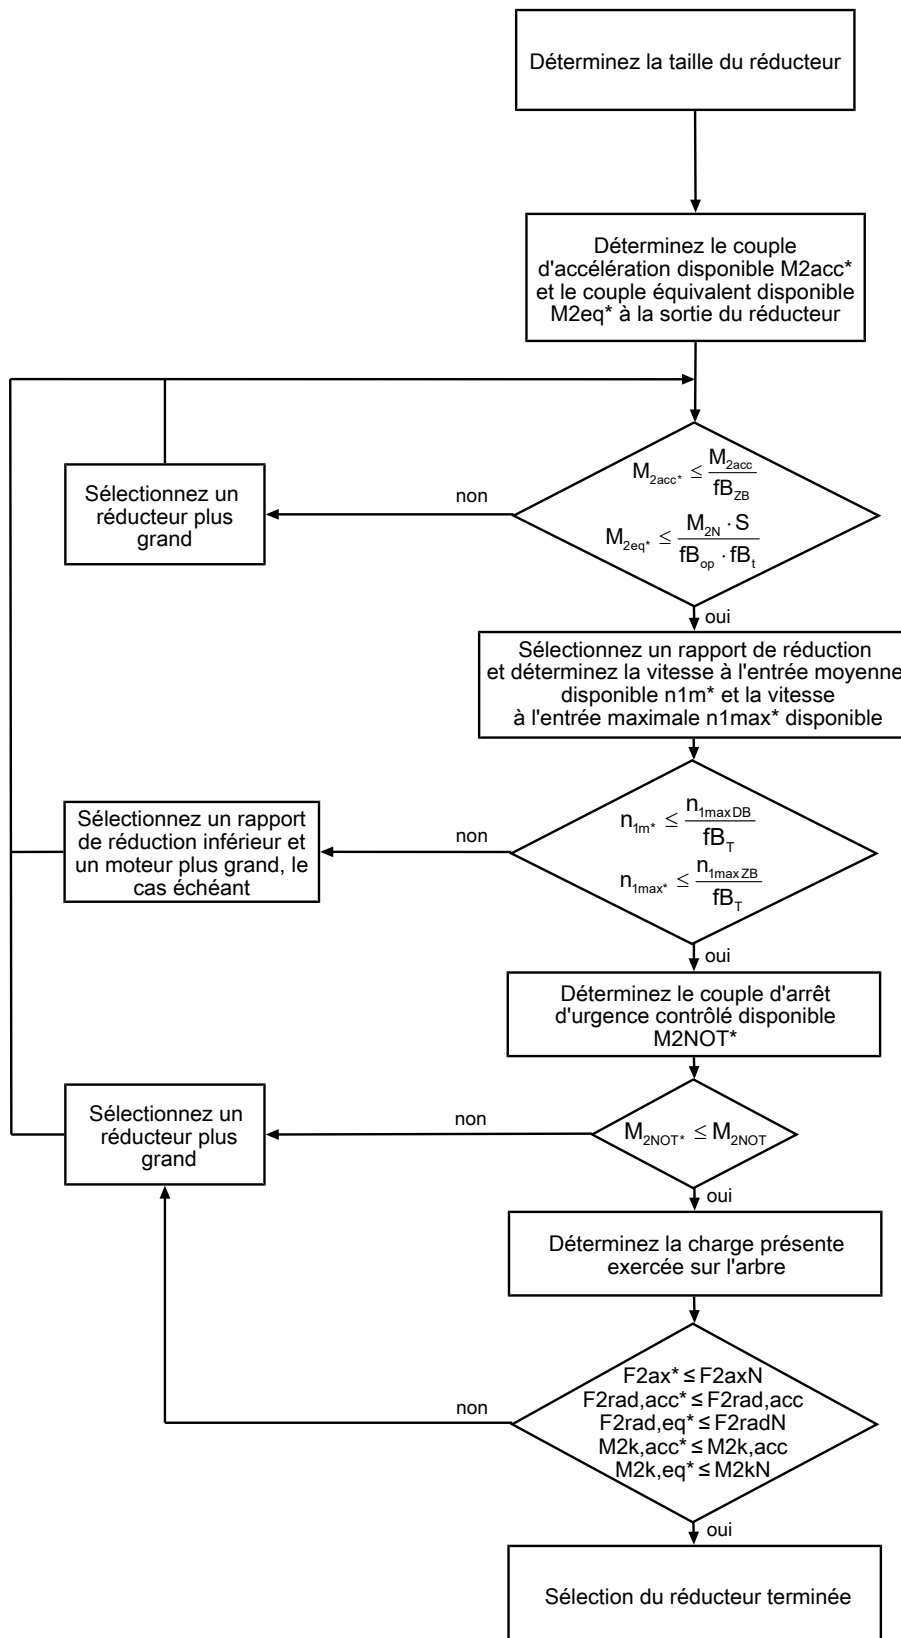 Déterminez la taille du réducteur
Déterminez le couple
d'accélération disponible M2acc*
et le couple équivalent disponible
M2eq* à la sortie du réducteur
M2acc* ≤ M2acc / fBZB
M2eq* ≤ M2N · S / fBop · fBt
non
Sélectionnez un
réducteur plus
grand
oui
Sélectionnez un rapport de réduction
et déterminez la vitesse à l'entrée moyenne
disponible n1m* et la vitesse
à l'entrée maximale n1max* disponible
n1m* ≤ n1maxDB / fBT
n1max* ≤ n1maxZB / fBT
non
Sélectionnez un rapport
de réduction inférieur et
un moteur plus grand, le
cas échéant
oui
Déterminez le couple d'arrêt
d'urgence contrôlé disponible
M2NOT*
M2NOT* ≤ M2NOT
non
Sélectionnez un
réducteur plus
grand
oui
Déterminez la charge présente
exercée sur l'arbre
F2ax* ≤ F2axN
F2rad,acc* ≤ F2rad,acc
F2rad,eq* ≤ F2radN
M2k,acc* ≤ M2k,acc
M2k,eq* ≤ M2kN
non
oui
Sélection du réducteur terminée